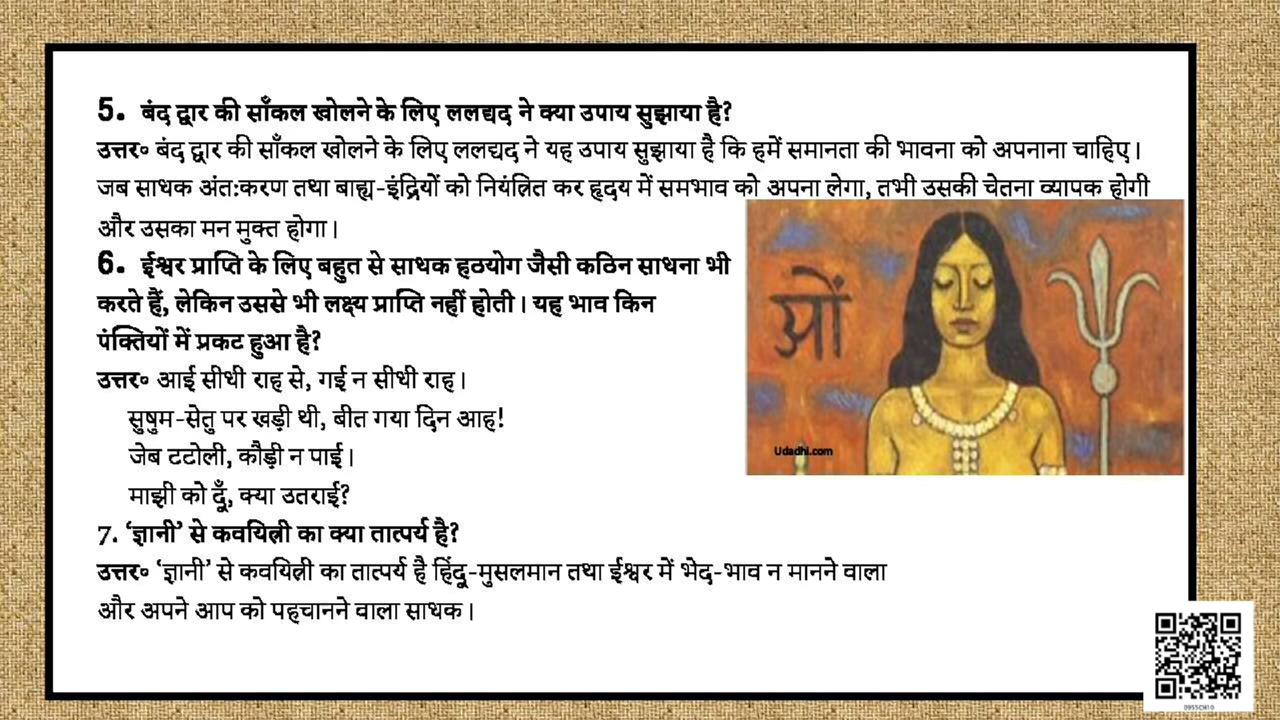 5. बंद द्वार की साँकल खोलने के लिए ललद्यद ने क्या उपाय सुझाया है?
उत्तर॰ बंद द्वार की साँकल खोलने के लिए ललद्यद ने यह उपाय सुझाया है कि हमें समानता की भावना को अपनाना चाहिए।
जब साधक अंतःकरण तथा बाह्य-इंद्रियों को नियंत्रित कर हृदय में समभाव को अपना लेगा, तभी उसकी चेतना व्यापक होगी
और उसका मन मुक्त होगा।
6. ईश्वर प्राप्ति के लिए बहुत से साधक हठयोग जैसी कठिन साधना भी
करते हैं, लेकिन उससे भी लक्ष्य प्राप्ति नहीं होती। यह भाव किन
पंक्तियों में प्रकट हुआ है?
उत्तर॰ आई सीधी राह से, गई न सीधी राह।
सुषुम-सेतु पर खड़ी थी, बीत गया दिन आह!
जेब टटोली, कौड़ी न पाई।
माझी को दूँ, क्या उतराई?
ओं
Udadhi.com
7. ‘ज्ञानी’ से कवयित्री का क्या तात्पर्य है?
उत्तर॰ ‘ज्ञानी’ से कवयित्री का तात्पर्य है हिंदू-मुसलमान तथा ईश्वर में भेद-भाव न मानने वाला
और अपने आप को पहचानने वाला साधक।
0955CH10